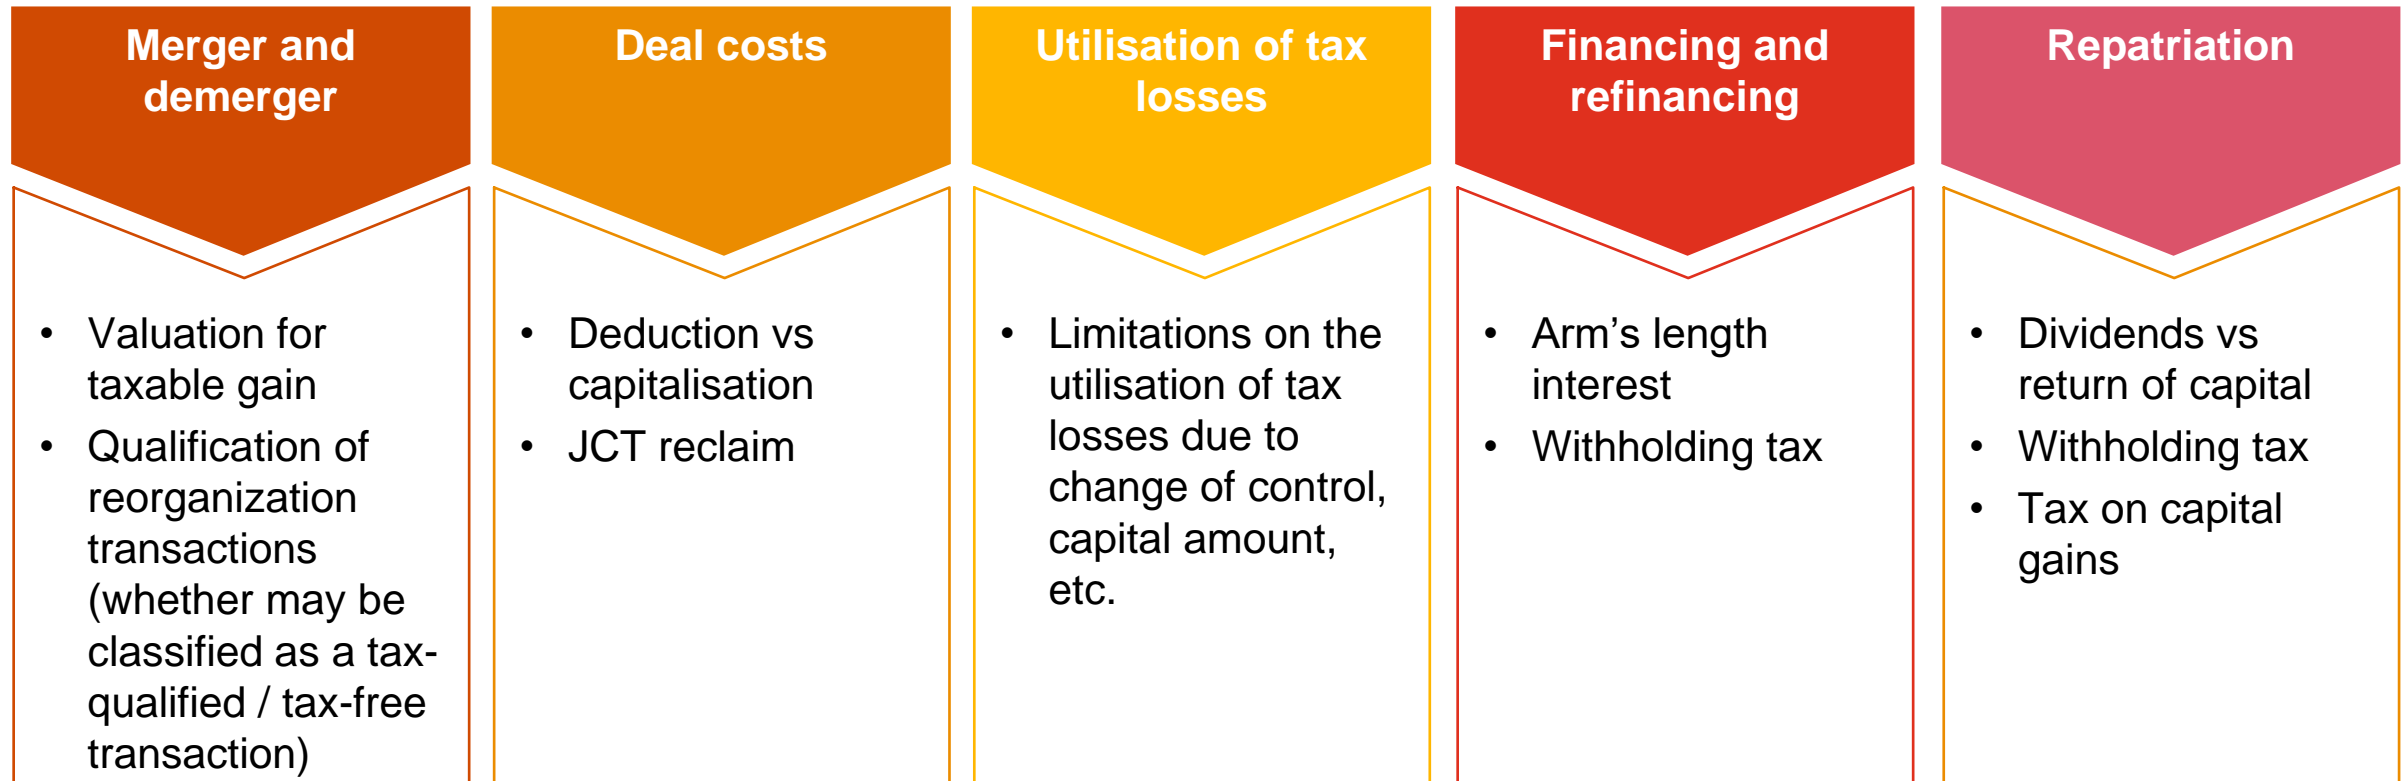 Merger and
demerger
• Valuation for
taxable gain
• Qualification of
reorganization
transactions
(whether may be
classified as a tax-
qualified / tax-free
transaction)
Deal costs
• Deduction vs
capitalisation
• JCT reclaim
Utilisation of tax
losses
• Limitations on the
utilisation of tax
losses due to
change of control,
capital amount,
etc.
Financing and
refinancing
• Arm’s length
interest
• Withholding tax
Repatriation
• Dividends vs
return of capital
• Withholding tax
• Tax on capital
gains